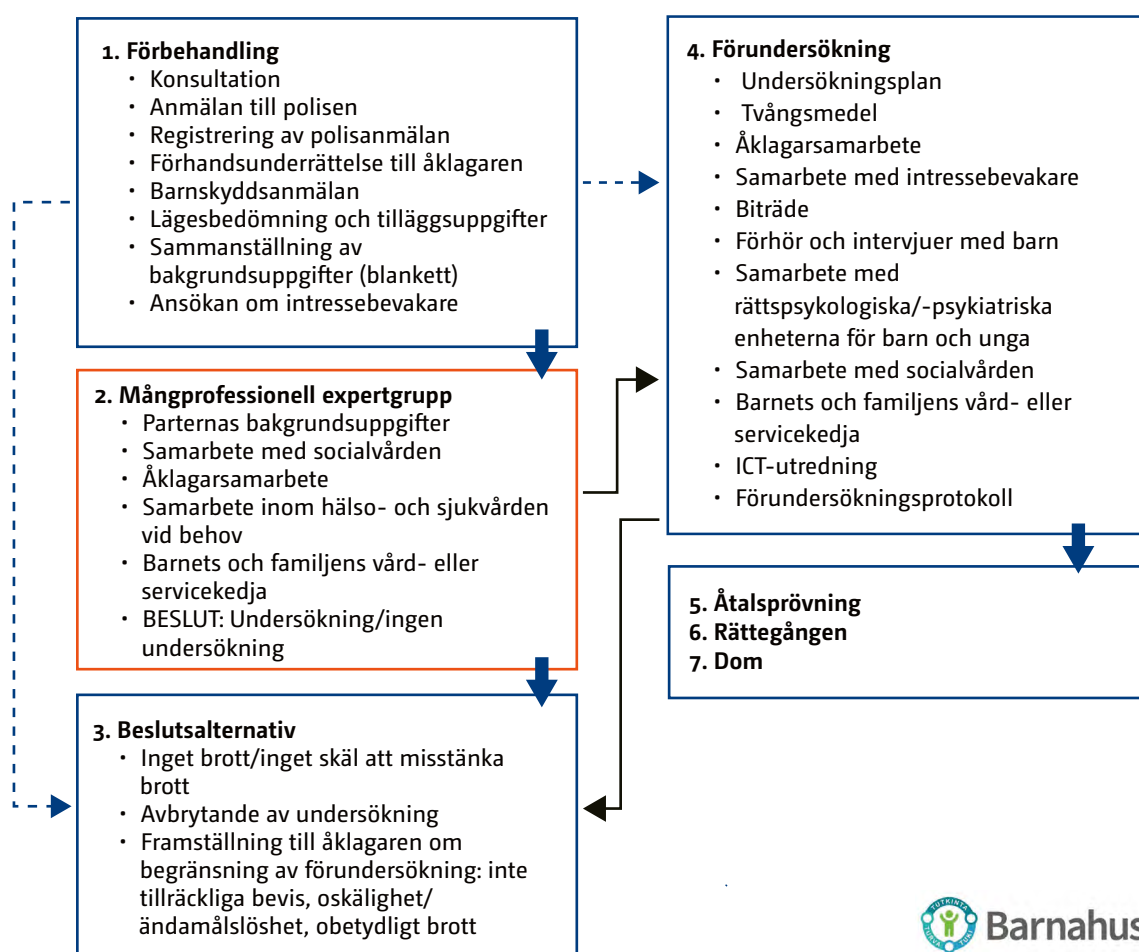 1. Förbehandling
· Konsultation
· Anmälan till polisen
· Registrering av polisanmälan
· Förhandsunderrättelse till åklagaren
· Barnskyddsanmälan
· Lägesbedömning och tilläggsuppgifter
· Sammanställning av
bakgrundsuppgifter (blankett)
· Ansökan om intressebevakare
2. Mångprofessionell expertgrupp
· Parternas bakgrundsuppgifter
· Samarbete med socialvården
· Åklagarsamarbete
· Samarbete inom hälso- och sjukvården
vid behov
· Barnets och familjens vård- eller
servicekedja
· BESLUT: Undersökning/ingen
undersökning
3. Beslutsalternativ
· Inget brott/inget skäl att misstänka
brott
· Avbrytande av undersökning
· Framställning till åklagaren om
begränsning av förundersökning: inte
tillräckliga bevis, oskälighet/
ändamålslöshet, obetydligt brott
4. Förundersökning
· Undersökningsplan
· Tvångsmedel
· Åklagarsamarbete
· Samarbete med intressebevakare
· Biträde
· Förhör och intervjuer med barn
· Samarbete med
rättspsykologiska/-psykiatriska
enheterna för barn och unga
· Samarbete med socialvården
· Barnets och familjens vård- eller
servicekedja
· ICT-utredning
· Förundersökningsprotokoll
5. Åtalsprövning
6. Rättegången
7. Dom
TUTKINTA
TURVA
TUKI
Barnahus